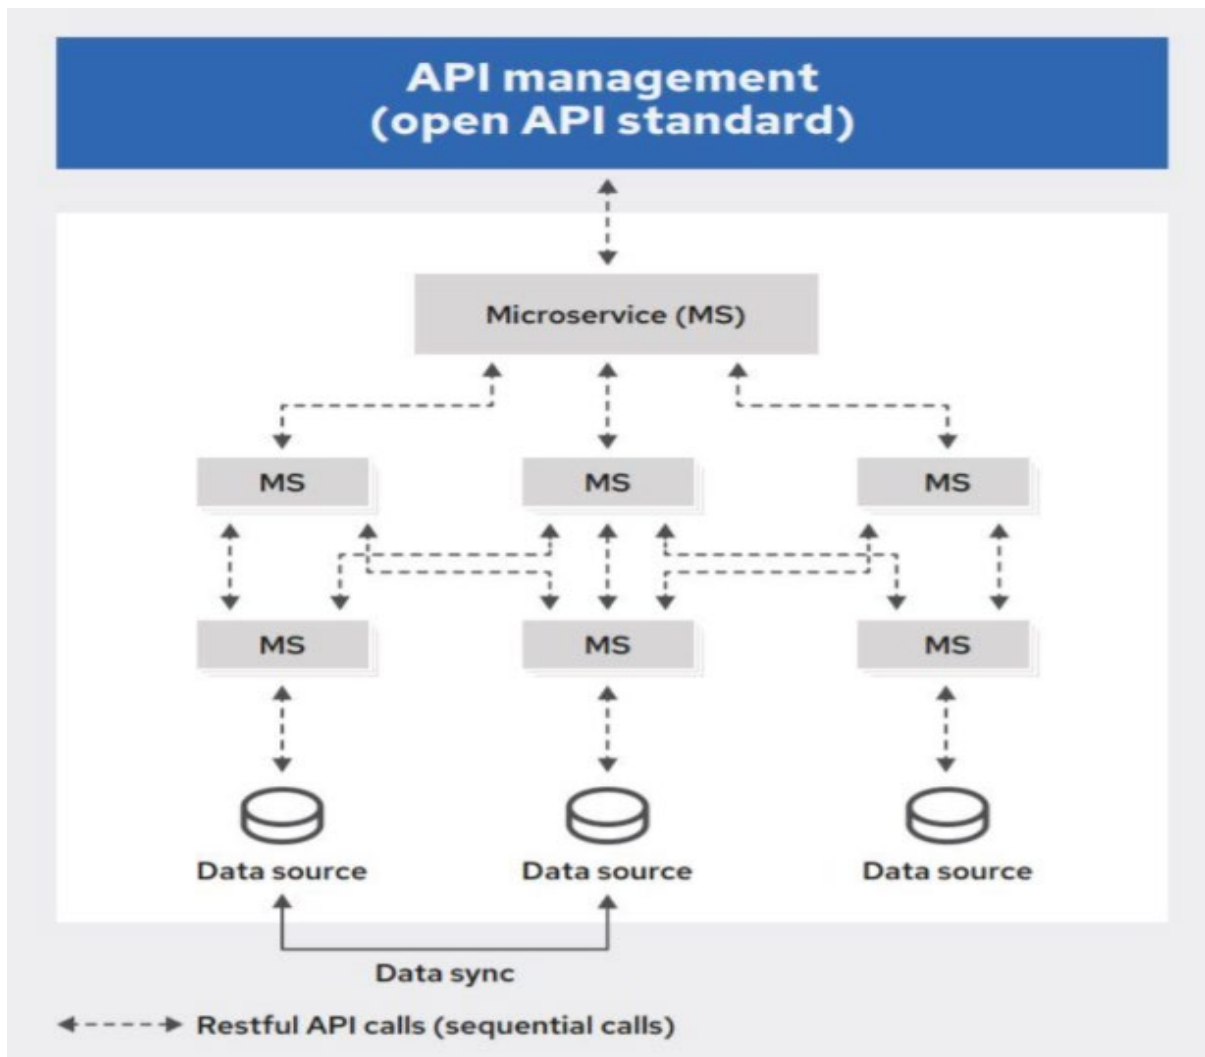 API management
(open API standard)
Microservice (MS)
MS
MS
MS
MS
MS
MS
Data source
Data source
Data source
Data sync
Restful API calls (sequential calls)